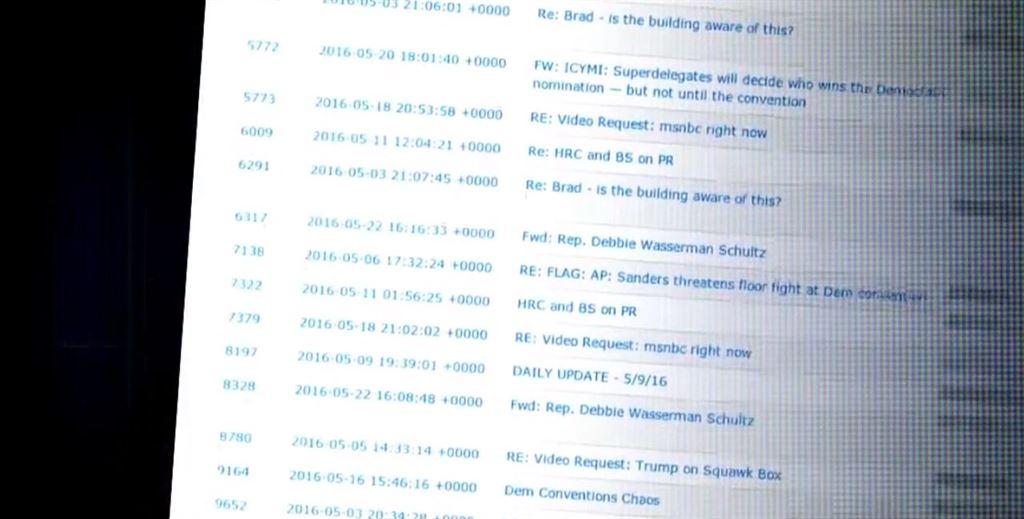 2016-05-03 21:06:01 +0000 Re: Brad - is the building aware of this?
5772 2016-05-20 18:01:40 +0000 FW: ICYMI: Superdelegates will decide who wins the Democratic
nomination — but not until the convention
5773 2016-05-18 20:53:58 +0000 RE: Video Request: msnbc right now
6009 2016-05-11 12:04:21 +0000 Re: HRC and BS on PR
6291 2016-05-03 21:07:45 +0000 Re: Brad - is the building aware of this?
6317 2016-05-22 16:16:33 +0000 Fwd: Rep. Debbie Wasserman Schultz
7138 2016-05-06 17:32:24 +0000 RE: FLAG: AP: Sanders threatens floor fight at Dem convention
7322 2016-05-11 01:56:25 +0000 HRC and BS on PR
7379 2016-05-18 21:02:02 +0000 RE: Video Request: msnbc right now
8197 2016-05-09 19:39:01 +0000 DAILY UPDATE - 5/9/16
8328 2016-05-22 16:08:48 +0000 Fwd: Rep. Debbie Wasserman Schultz
8780 2016-05-05 14:33:14 +0000 RE: Video Request: Trump on Squawk Box
9164 2016-05-16 15:46:16 +0000 Dem Conventions Chaos
9652 2016-05-03 20:34:28 +0000